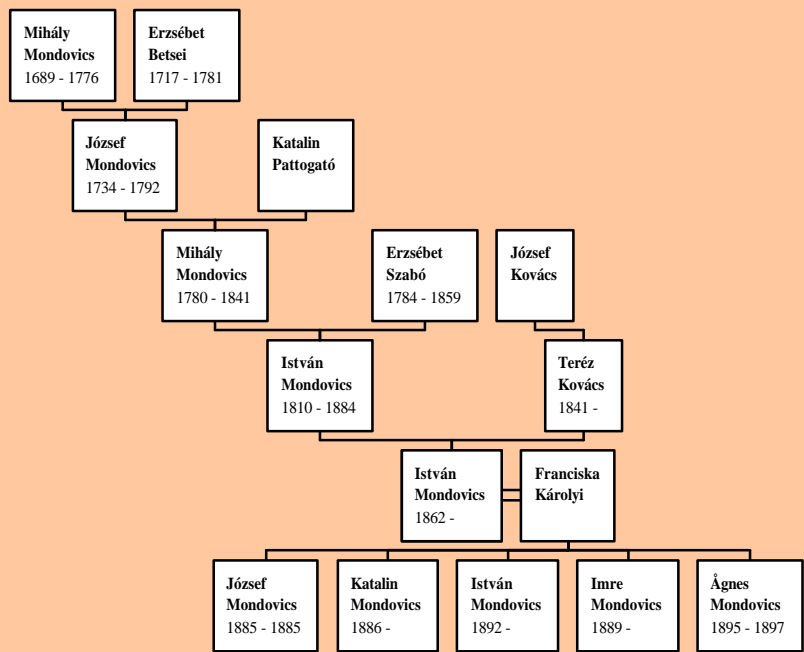 Mihály
Mondovics
1689 - 1776
Erzsébet
Betsei
1717 - 1781
József
Mondovics
1734 - 1792
Katalin
Pattogató
Mihály
Mondovics
1780 - 1841
Erzsébet
Szabó
1784 - 1859
József
Kovács
István
Mondovics
1810 - 1884
Teréz
Kovács
1841 -
István
Mondovics
1862 -
Franciska
Károlyi
József
Mondovics
1885 - 1885
Katalin
Mondovics
1886 -
István
Mondovics
1892 -
Imre
Mondovics
1889 -
Ågnes
Mondovics
1895 - 1897